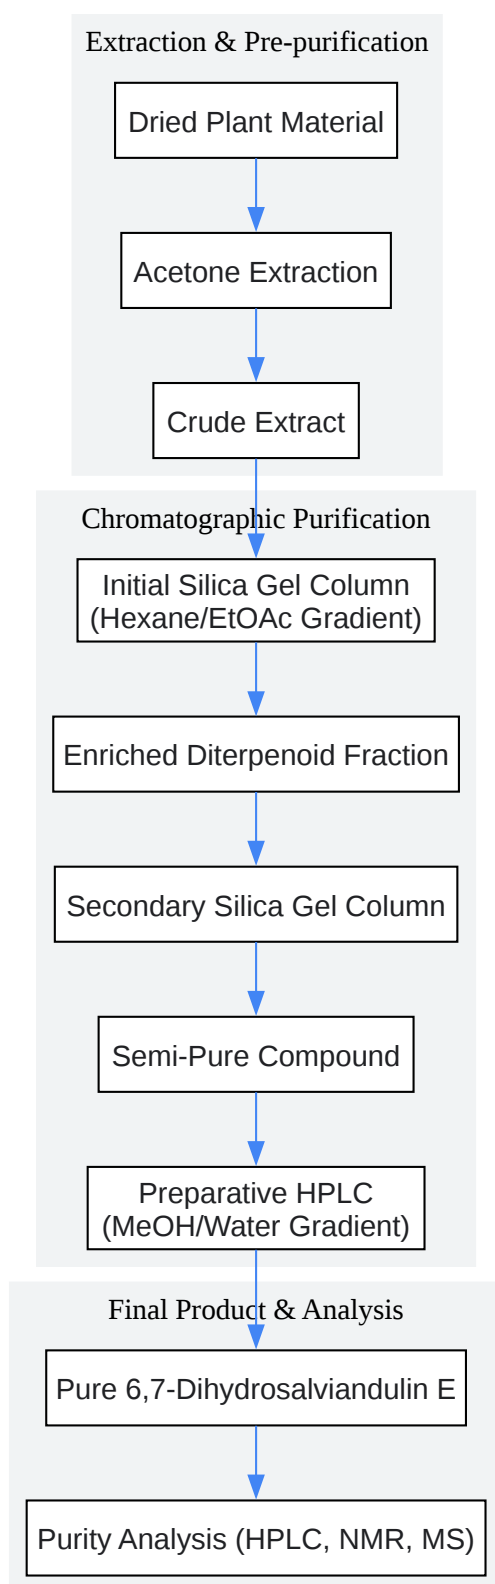 Extraction & Pre-purification
Dried Plant Material
Acetone Extraction
Crude Extract
Chromatographic Purification
Initial Silica Gel Column
(Hexane/EtOAc Gradient)
Enriched Diterpenoid Fraction
Secondary Silica Gel Column
Semi-Pure Compound
Preparative HPLC
(MeOH/Water Gradient)
Final Product & Analysis
Pure 6,7-Dihydrosalviandulin E
Purity Analysis (HPLC, NMR, MS)